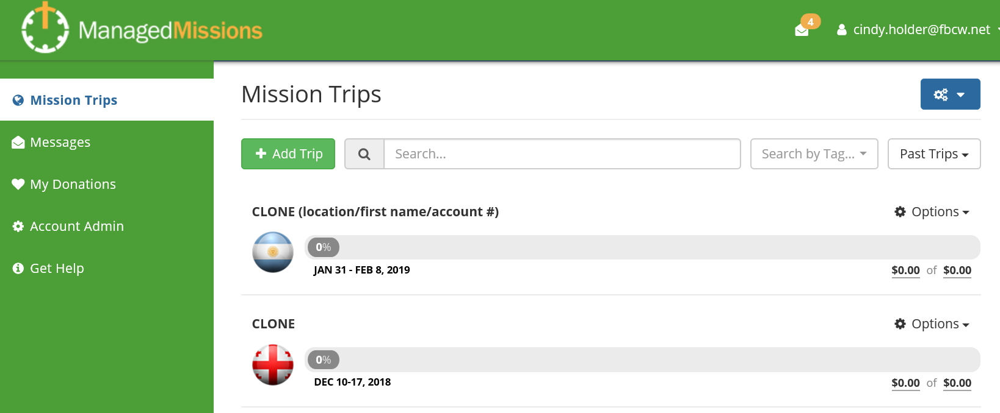 ManagedMissions
4
cindy.holder@fbcw.net
Mission Trips
Messages
My Donations
Account Admin
Get Help
Mission Trips
Add Trip
Search...
Search by Tag...
Past Trips
CLONE (location/first name/account #)
Options
0%
JAN 31 - FEB 8, 2019
$0.00 of $0.00
CLONE
Options
0%
DEC 10-17, 2018
$0.00 of $0.00